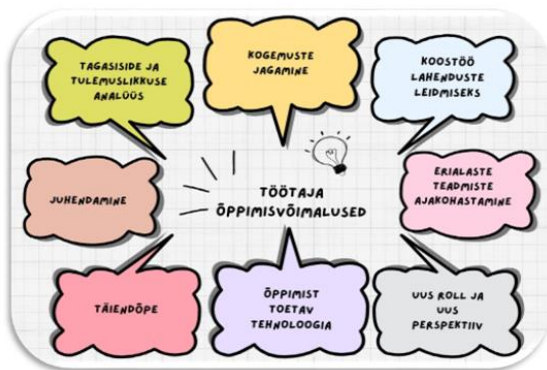 TAGASISIDE JA
TULEMUSLIKKUSE
ANALÜÜS
KOGEMUSTE
JAGAMINE
KOOSTÖÖ
LAHENDUSTE
LEIDMISEKS
JUHENDAMINE
TÖÖTAJA
ÕPPIMISVÕIMALUSED
ERIALASTE
TEADMISTE
AJAKOHASTAMINE
TÄIENDÕPE
ÕPPIMIST
TOETAV
TEHNOLOOGIA
UUS ROLL JA
UUS
PERSPEKTIIV